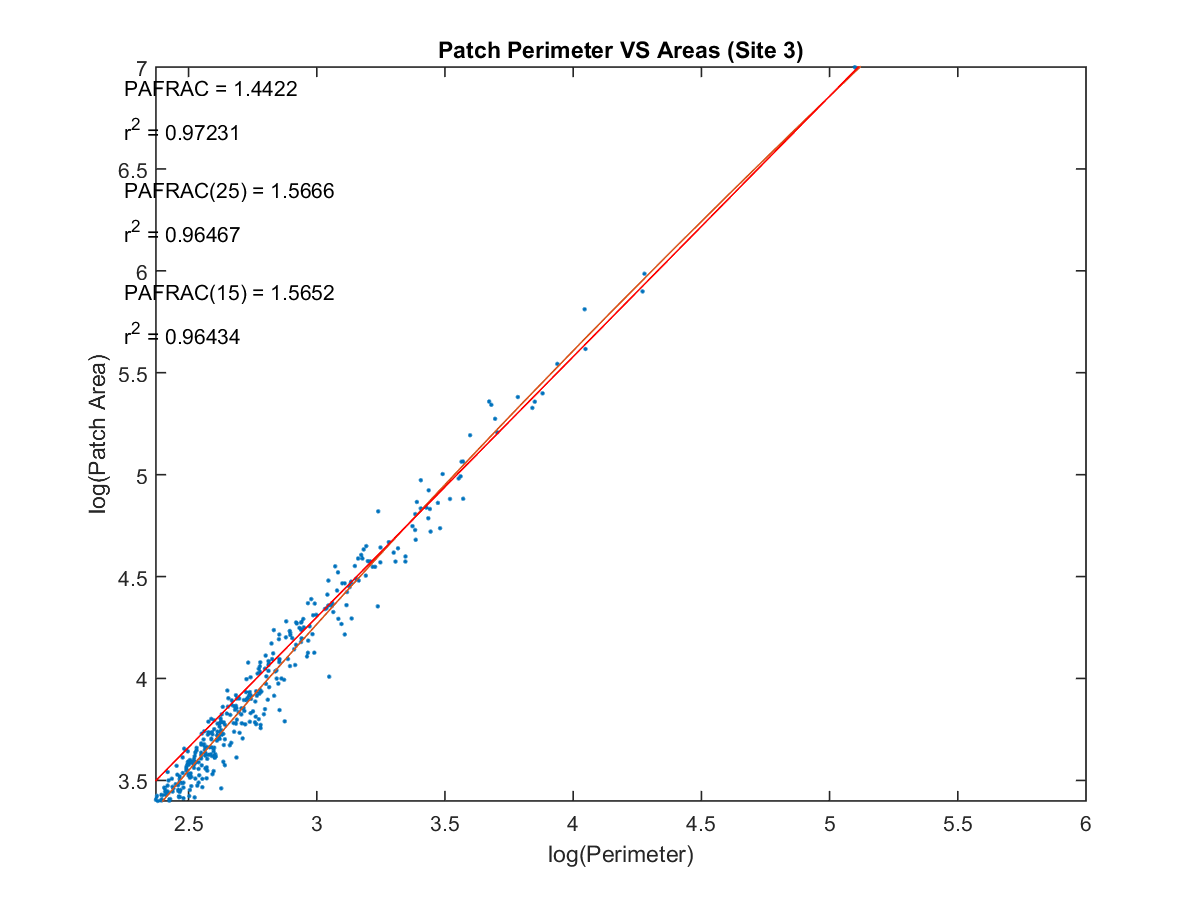 Patch Perimeter VS Areas (Site 3)
7
PAFRAC = 1.4422
r² = 0.97231
6.5
PAFRAC(25) = 1.5666
r² = 0.96467
6
PAFRAC(15) = 1.5652
r² = 0.96434
5.5
log(Patch Area)
5
4.5
4
3.5
2.5 3 3.5 4 4.5 5 5.5 6
log(Perimeter)